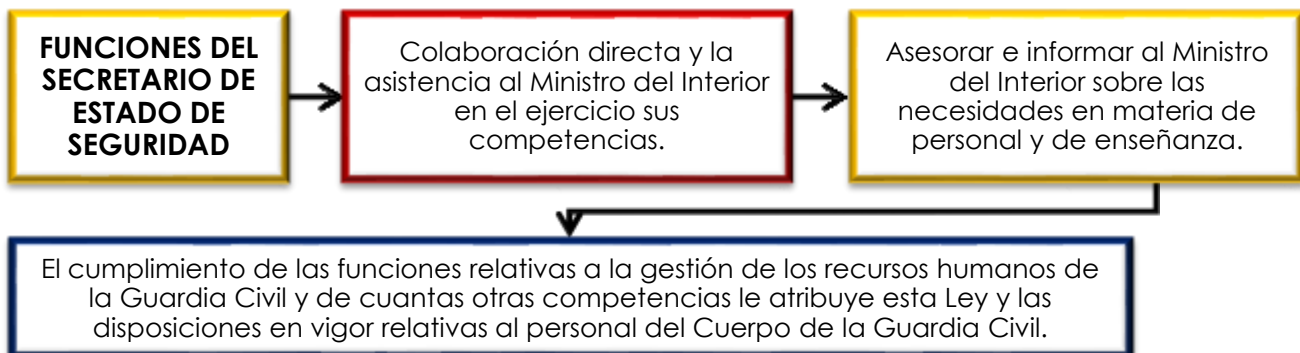 FUNCIONES DEL
SECRETARIO DE
ESTADO DE
SEGURIDAD
Colaboración directa y la
asistencia al Ministro del Interior
en el ejercicio sus
competencias.
Asesorar e informar al Ministro
del Interior sobre las
necesidades en materia de
personal y de enseñanza.
El cumplimiento de las funciones relativas a la gestión de los recursos humanos de
la Guardia Civil y de cuantas otras competencias le atribuye esta Ley y las
disposiciones en vigor relativas al personal del Cuerpo de la Guardia Civil.